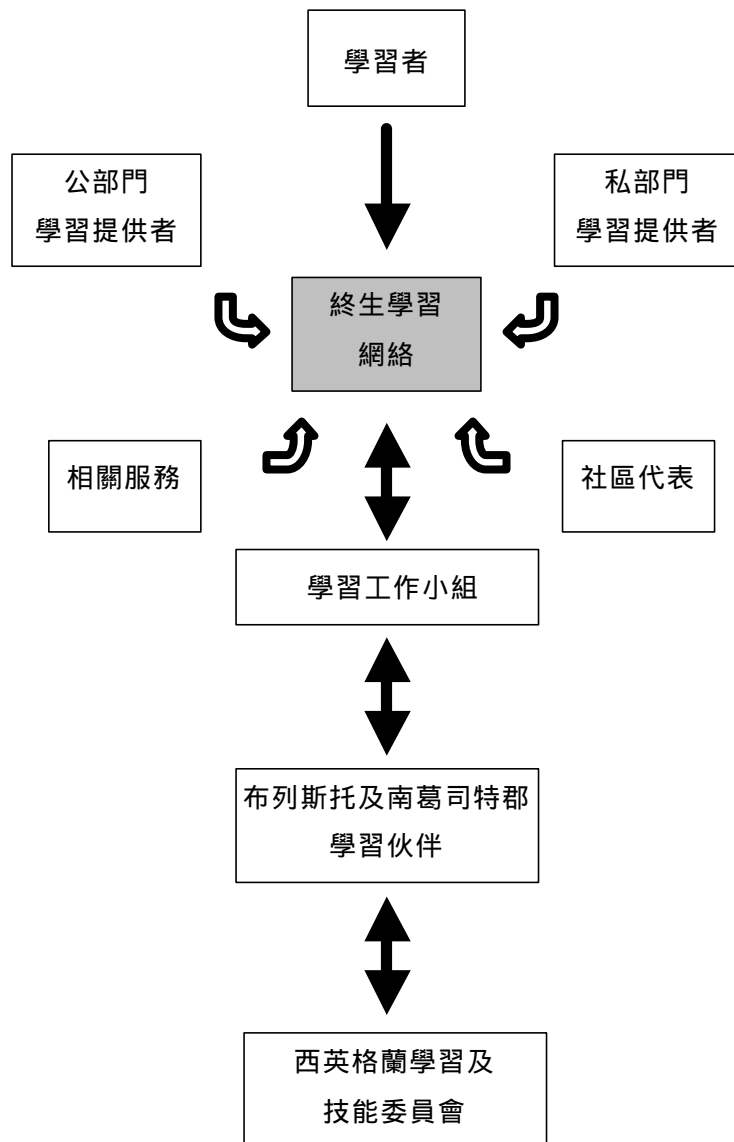 學習者
公部門
學習提供者
私部門
學習提供者
終生學習
網絡
相關服務
社區代表
學習工作小組
布列斯托及南葛司特郡
學習伙伴
西英格蘭學習及
技能委員會